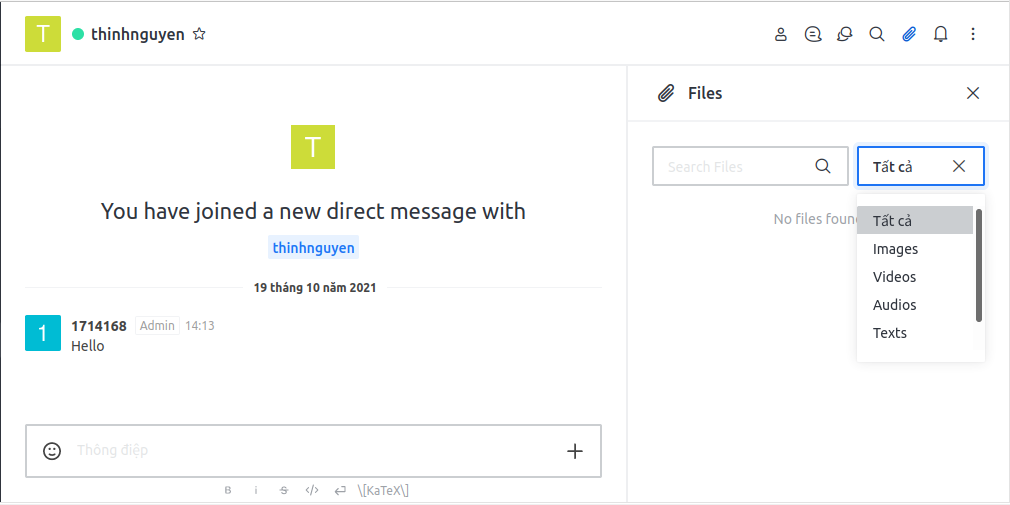 T thinhnguyen
Files
Search Files
Tất cả
No files found
Tất cả
Images
Videos
Audios
Texts
T
You have joined a new direct message with
thinhnguyen
19 tháng 10 năm 2021
1 1714168 Admin 14:13
Hello
Thông điệp
B i S </> \[KaTeX\]